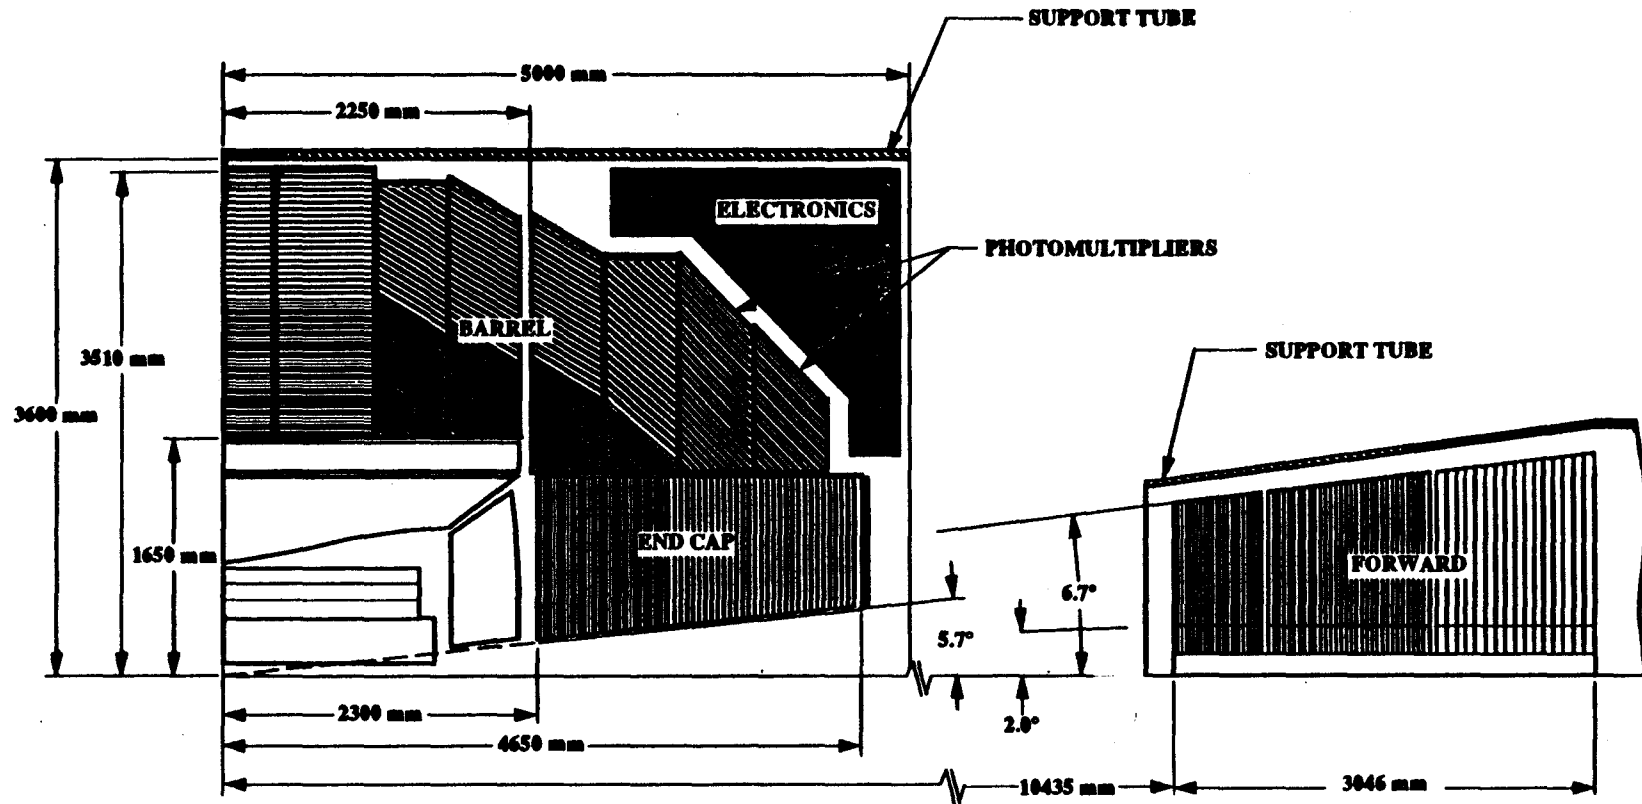 SUPPORT TUBE
5000 mm
2250 mm
ELECTRONICS
PHOTOMULTIPLIERS
BARREL
3510 mm
SUPPORT TUBE
3600 mm
1650 mm
END CAP
FORWARD
6.7°
5.7°
2300 mm
2.0°
4650 mm
10435 mm
3046 mm